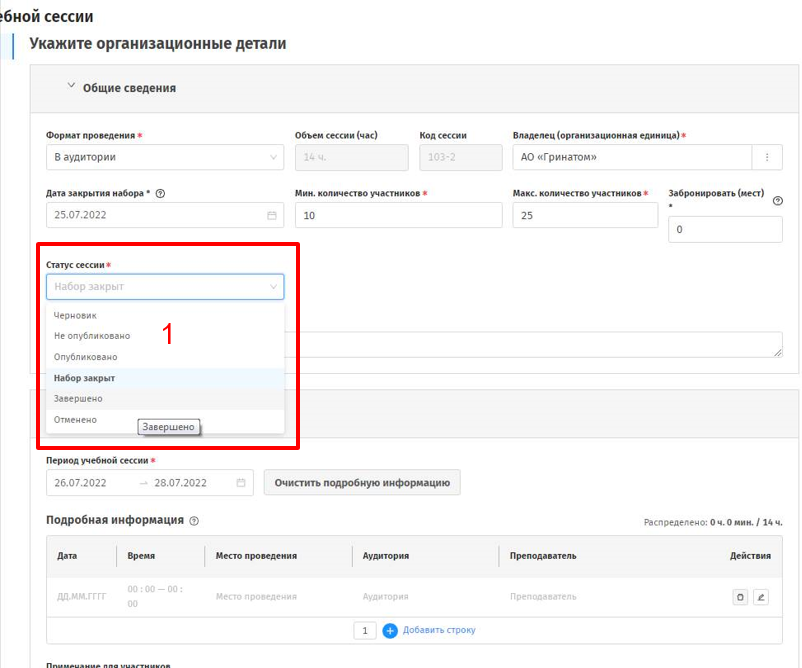 ебной сессии
Укажите организационные детали
Общие сведения
Формат проведения * Объем сессии (час) Код сессии Владелец (организационная единица) *
В аудитории 14 ч. 103-2 АО «Гринатом»
Дата закрытия набора * Мин. количество участников * Макс. количество участников * Забронировать (мест) *
25.07.2022 10 25 0
Статус сессии *
Набор закрыт
Черновик
Не опубликовано
1
Опубликовано
Набор закрыт
Завершено
Отменено
Завершено
Период учебной сессии *
26.07.2022 → 28.07.2022 Очистить подробную информацию
Подробная информация Распределено: 0 ч. 0 мин. / 14 ч.
Дата Время Место проведения Аудитория Преподаватель Действия
ДД.ММ.ГГГГ 00 : 00 — 00 : 00 Место проведения Аудитория Преподаватель
1 + Добавить строку
Примечание для участников